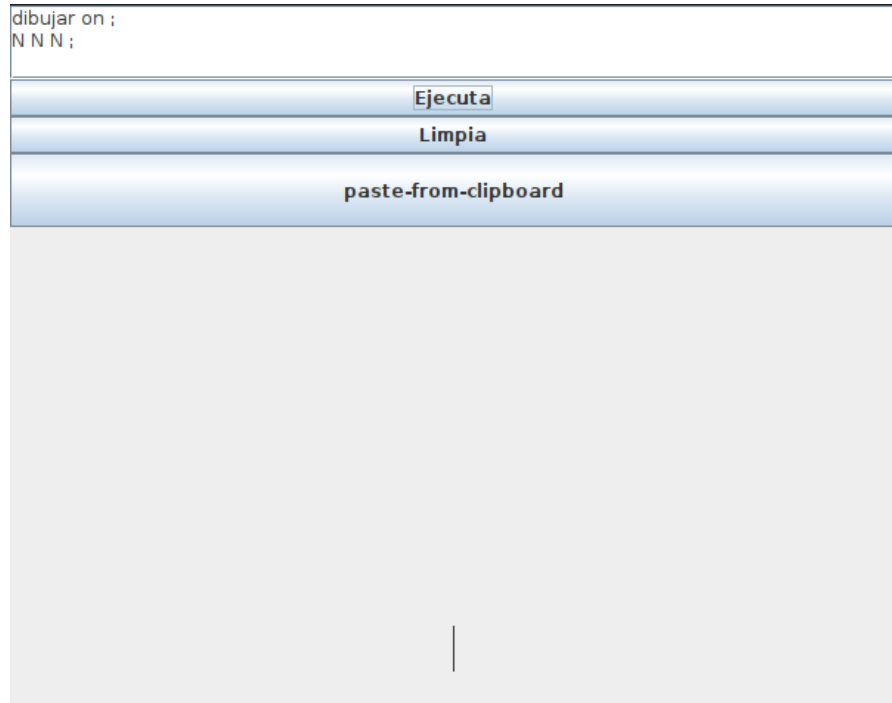 dibujar on ;
N N N ;
Ejecuta
Limpia
paste-from-clipboard